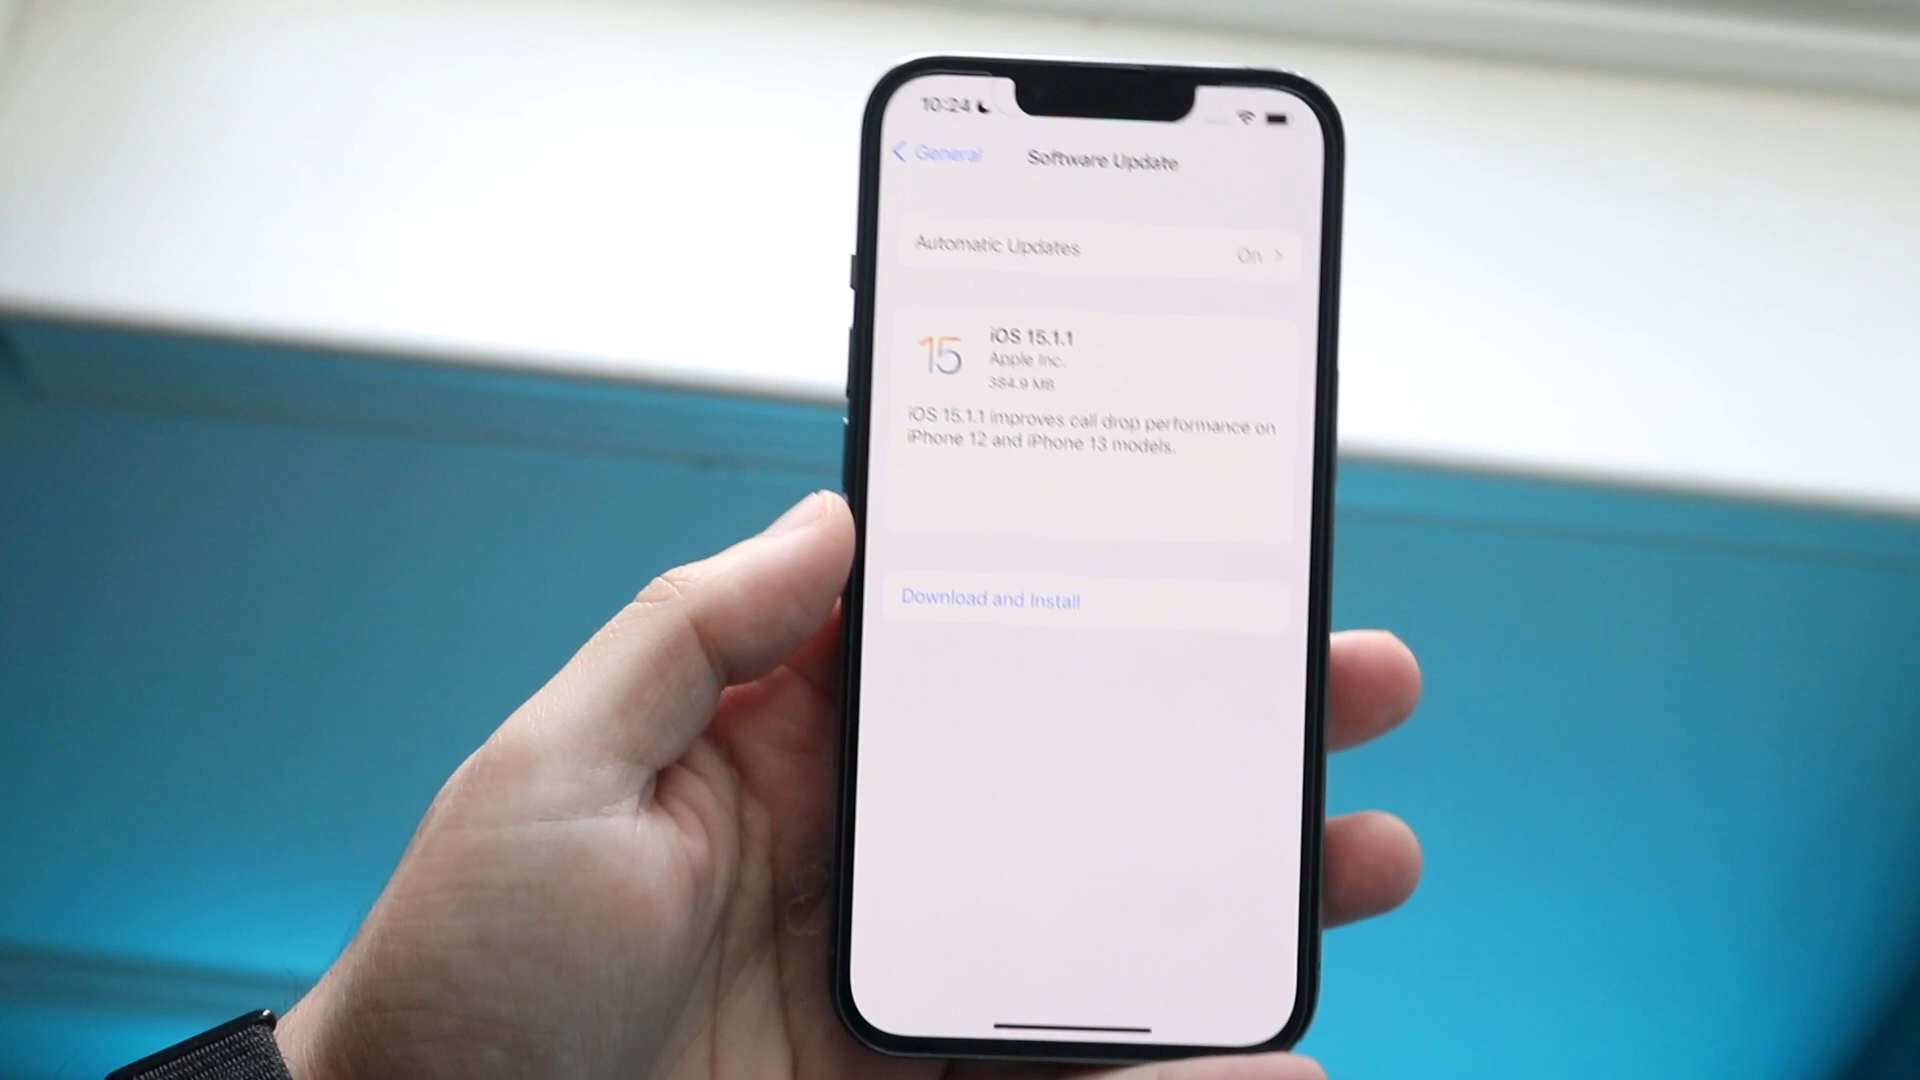 10:24
General
Software Update
Automatic Updates
On
15
iOS 15.1.1
Apple Inc.
384.9 MB
iOS 15.1.1 improves call drop performance on
iPhone 12 and iPhone 13 models.
Download and Install